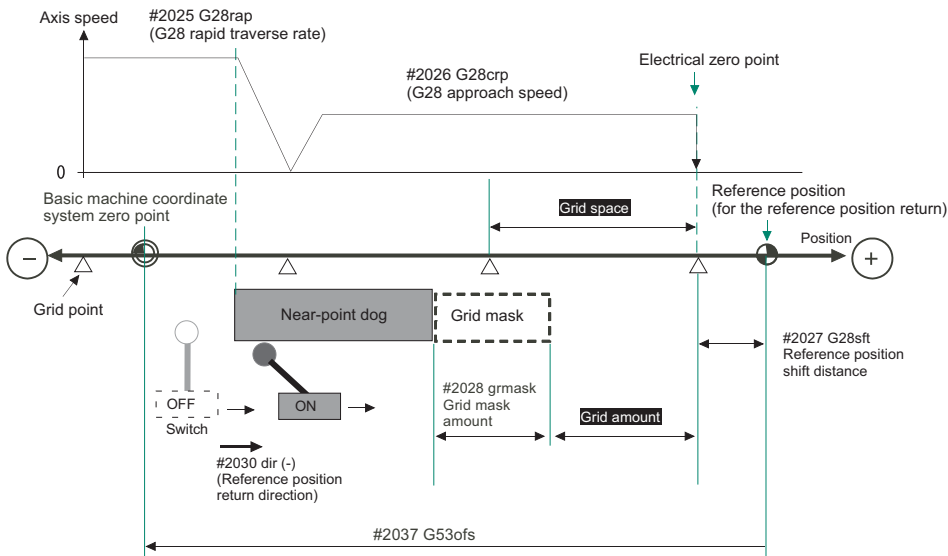 #2025 G28rap
(G28 rapid traverse rate)
Axis speed
Electrical zero point
#2026 G28crp
(G28 approach speed)
0
Basic machine coordinate
system zero point
Grid space
Reference position
(for the reference position return)
Position
−
+
Grid point
Near-point dog
Grid mask
#2027 G28sft
Reference position
shift distance
#2028 grmask
Grid mask
amount
Grid amount
OFF
ON
Switch
#2030 dir (-)
(Reference position
return direction)
#2037 G53ofs